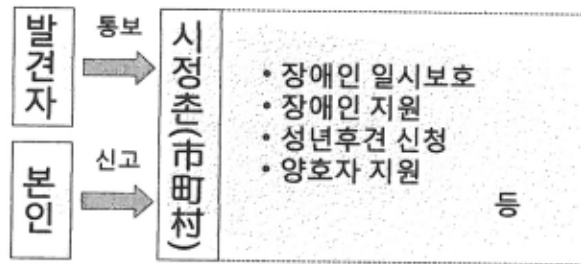 발견자
통보
본인
신고
시정촌(市町村)
• 장애인 일시보호
• 장애인 지원
• 성년후견 신청
• 양호자 지원
등